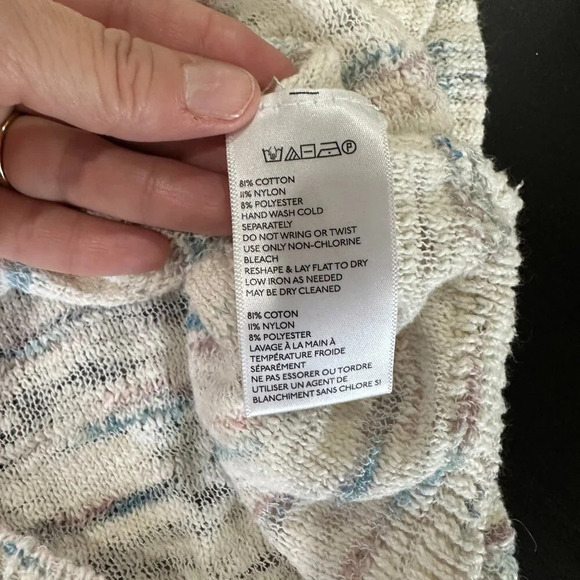 P
81% COTTON
11% NYLON
8% POLYESTER
HAND WASH COLD
SEPARATELY
DO NOT WRING OR TWIST
USE ONLY NON-CHLORINE
BLEACH
RESHAPE & LAY FLAT TO DRY
LOW IRON AS NEEDED
MAY BE DRY CLEANED
81% COTON
11% NYLON
8% POLYESTER
LAVAGE À LA MAIN À
TEMPÉRATURE FROIDE
SÉPARÉMENT
NE PAS ESSORER OU TORDRE
UTILISER UN AGENT DE
BLANCHIMENT SANS CHLORE SI